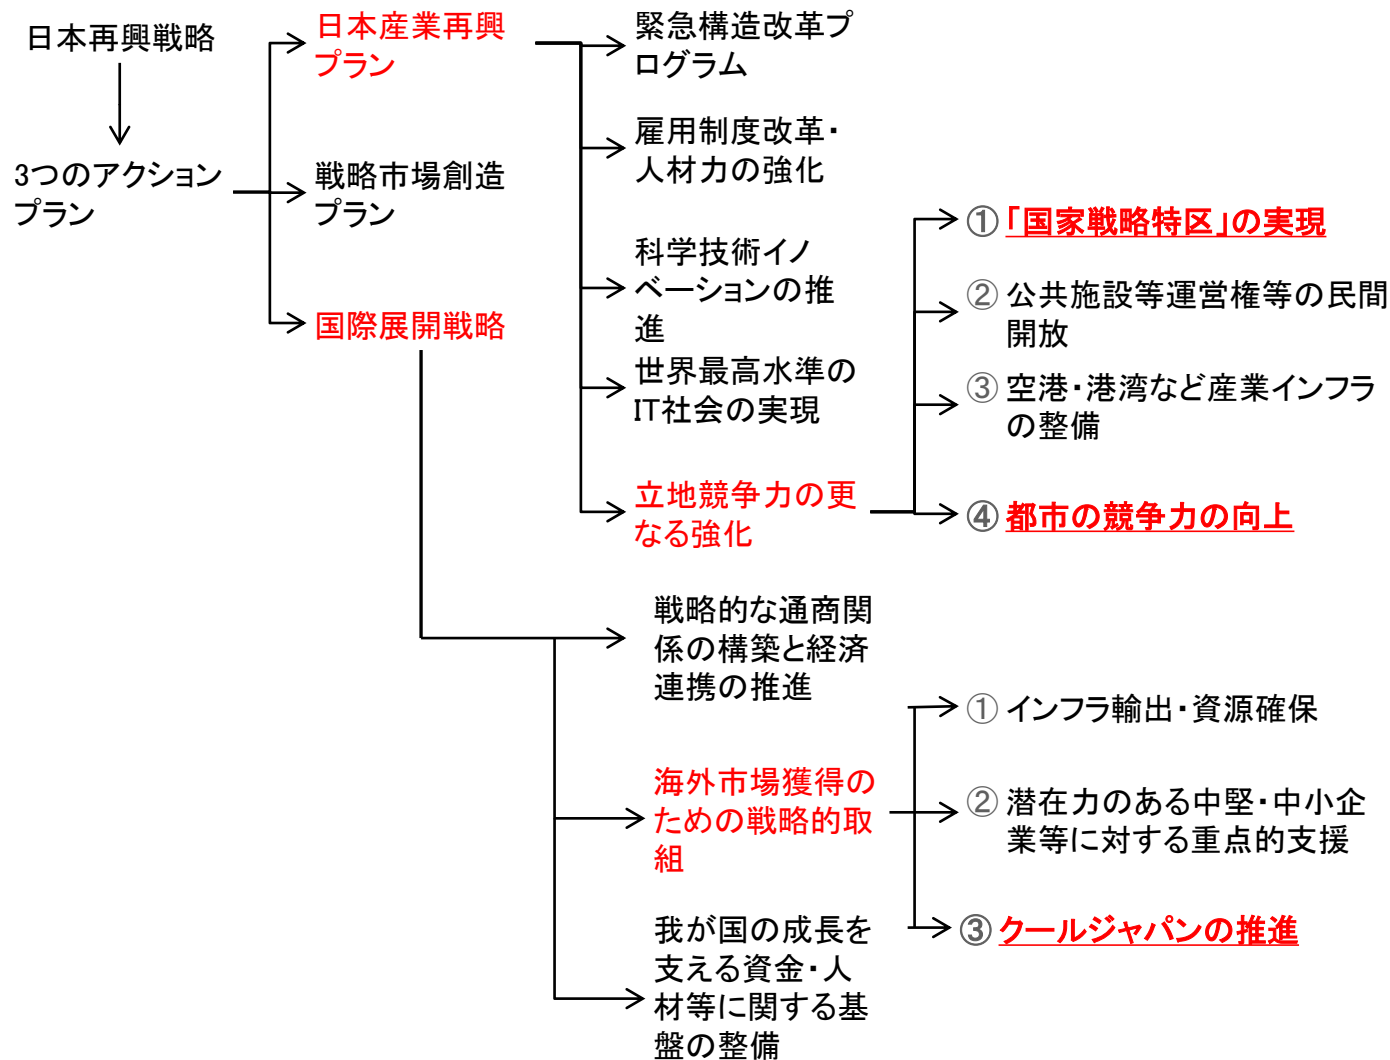 日本再興戦略
3つのアクション
プラン
日本産業再興
プラン
戦略市場創造
プラン
国際展開戦略
緊急構造改革プ
ログラム
雇用制度改革・
人材力の強化
科学技術イノ
ベーションの推
進
世界最高水準の
IT社会の実現
立地競争力の更
なる強化
① 「国家戦略特区」の実現
② 公共施設等運営権等の民間
開放
③ 空港・港湾など産業インフラ
の整備
④ 都市の競争力の向上
戦略的な通商関
係の構築と経済
連携の推進
海外市場獲得の
ための戦略的取
組
我が国の成長を
支える資金・人
材等に関する基
盤の整備
① インフラ輸出・資源確保
② 潜在力のある中堅・中小企
業等に対する重点的支援
③ クールジャパンの推進